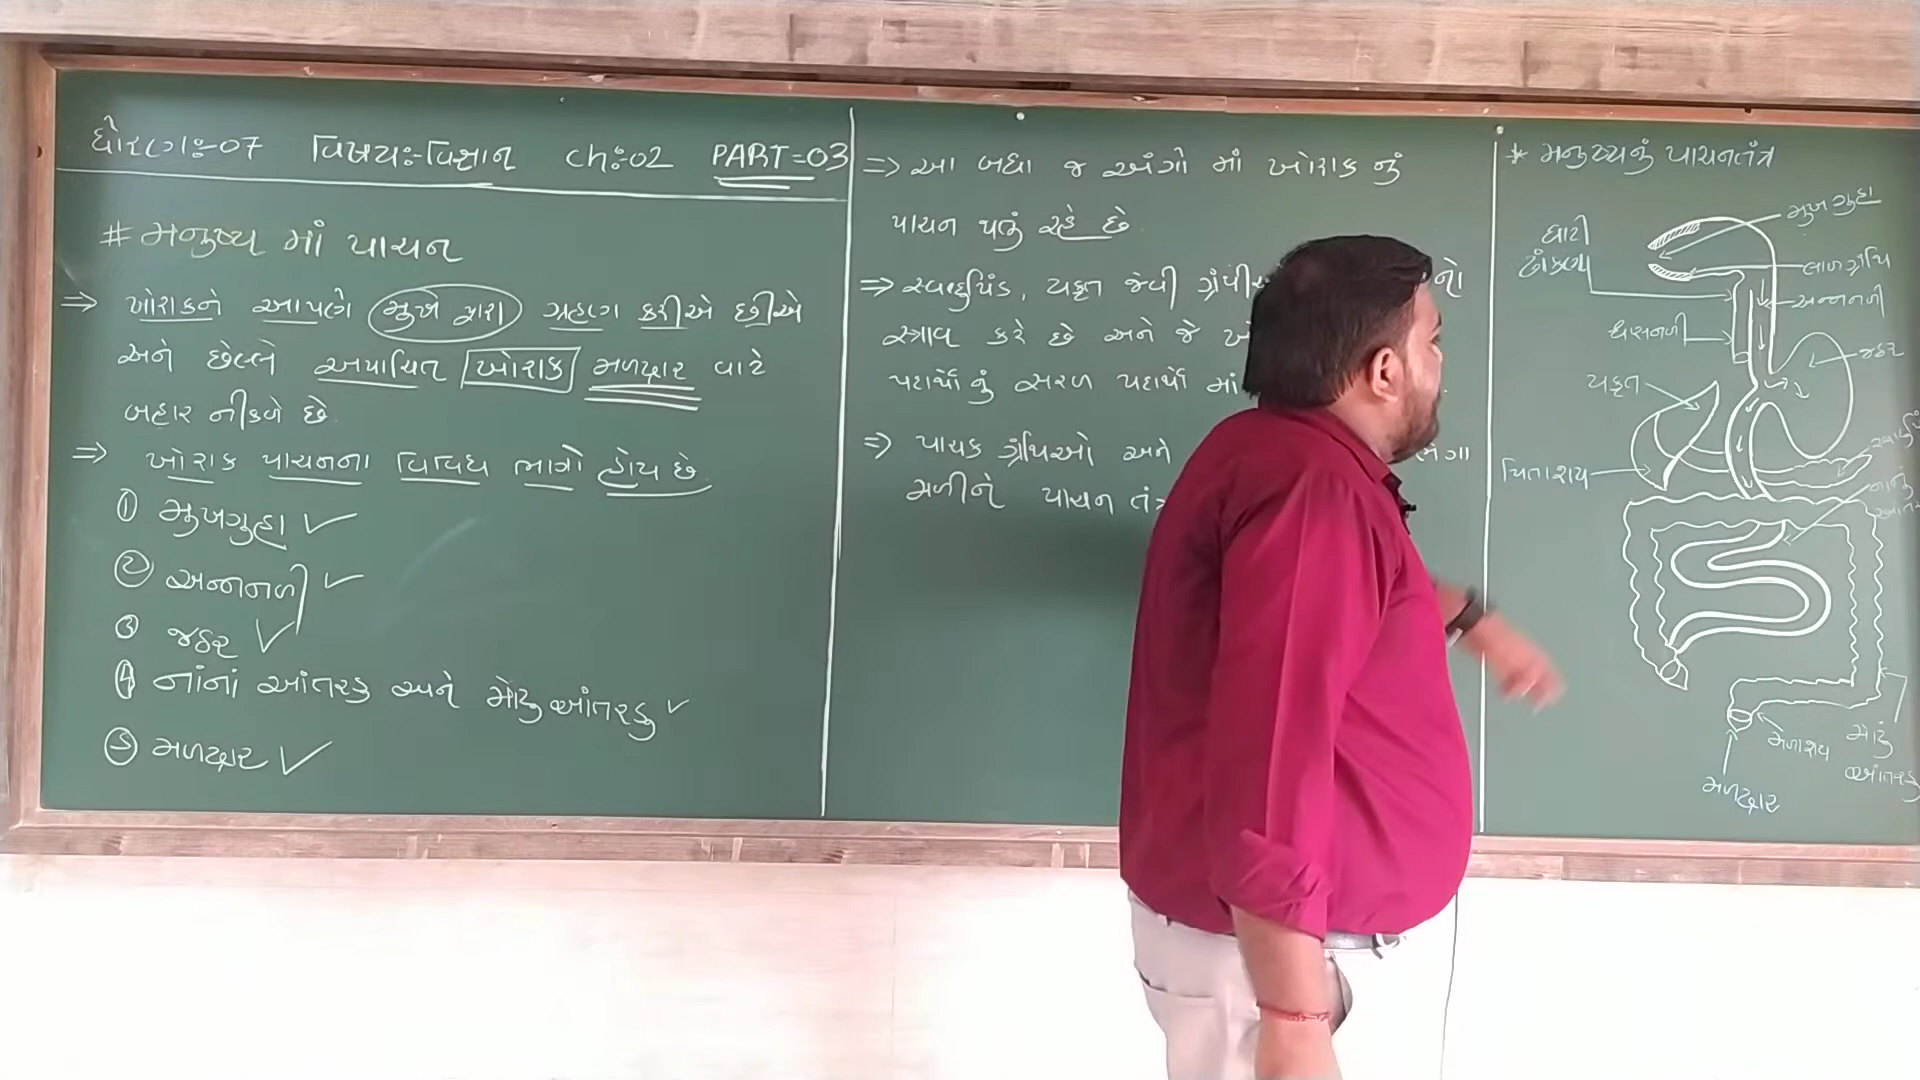 ધોરણઃ-07 વિષયઃ-વિજ્ઞાન ch:-02 PART=03
# મનુષ્ય માં પાચન
⇒ ખોરાકને આપણે મુખ દ્વારા ગ્રહણ કરીએ છીએ
અને છેલ્લે અપાચિત ખોરાક મળદ્વાર વાટે
બહાર નીકળે છે.
⇒ ખોરાક પાચનના વિવિધ ભાગો હોય છે.
① મુખગુહા ✓
② અન્નનળી ✓
③ જઠર ✓
④ નાંનાં આંતરડુ અને મોટુ આંતરડુ ✓
⑤ મળદ્વાર ✓
⇒ આ બધા જ અંગો માં ખોરાક નું
પાચન થતું રહે છે.
⇒ સ્વાદુપિંડ, યકૃત જેવી
સ્ત્રાવ કરે છે અને જે
પદાર્થો નું સરળ પદાર્થો માં
⇒ પાચક ગ્રંથિઓ અને
મળીને પાચન
* મનુષ્યનું પાચનતંત્ર
મુખ ગુહા
ઘાટી
ઢાંકણ
લાળગ્રંથિ
અન્નનળી
શ્વસનળી
જઠર
યકૃત
પિતાશય
નાનું
મળાશય
મોટું
આંતરડુ
મળદ્વાર